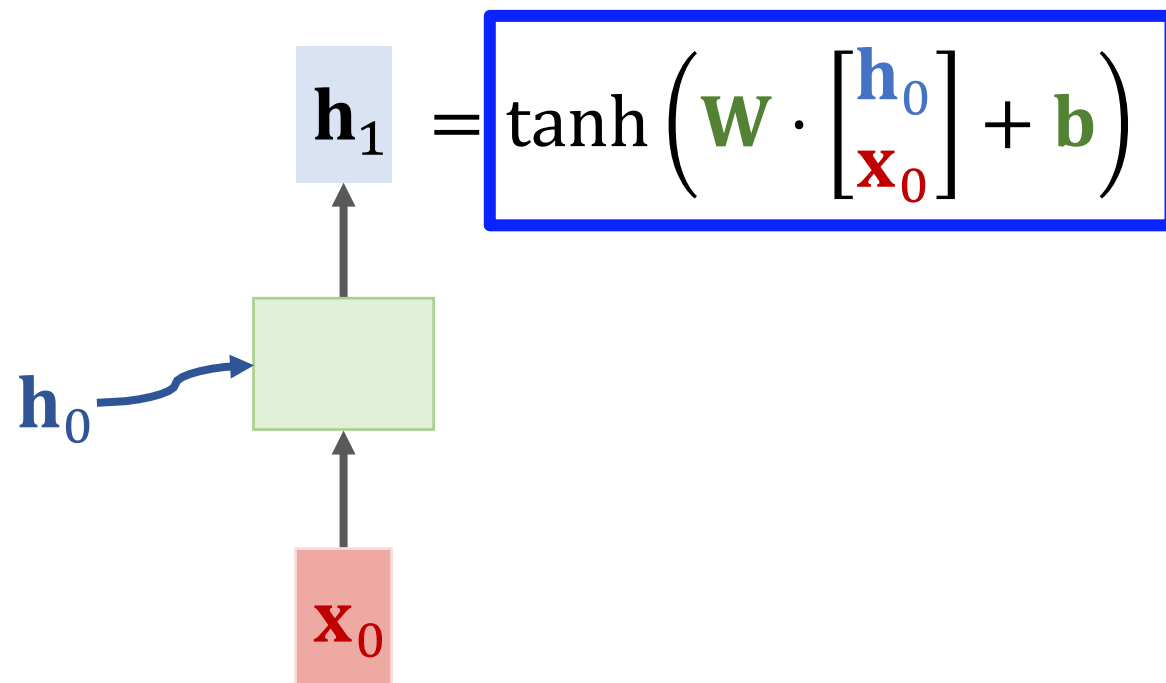 h₁ = tanh(W · [h₀ x₀] + b)
h₀
x₀